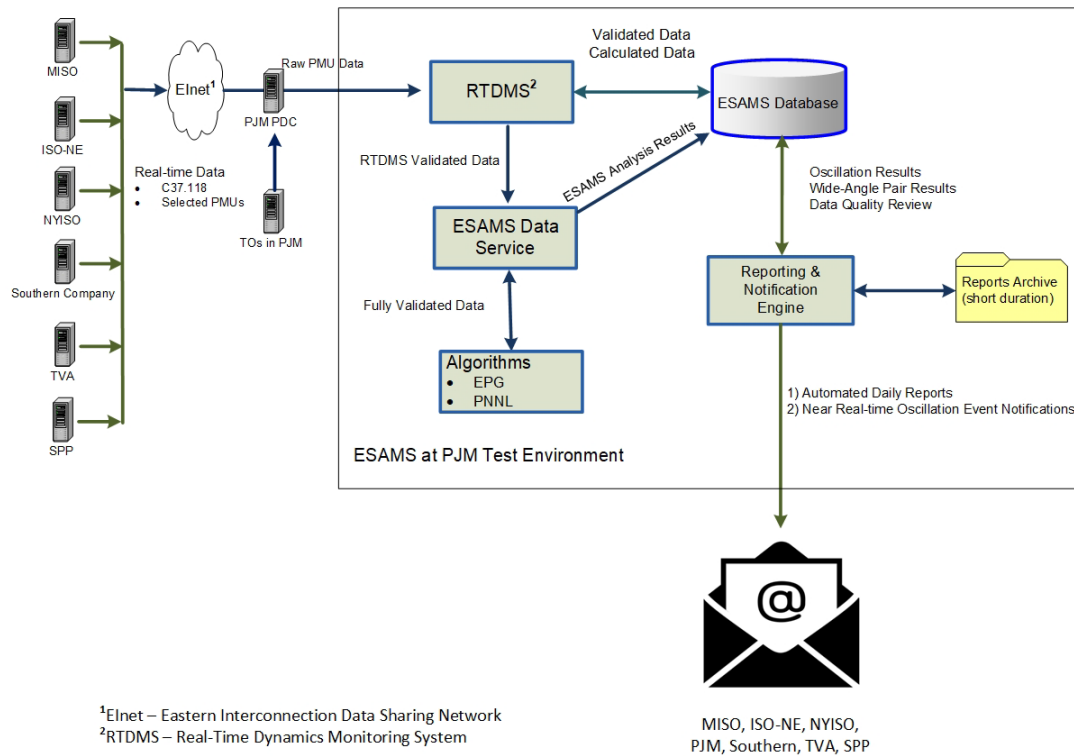 MISO
ISO-NE
NYISO
Southern Company
TVA
SPP
EInet1
Real-time Data
• C37.118
• Selected PMUs
Raw PMU Data
PJM PDC
TOs in PJM
RTDMS2
Validated Data
Calculated Data
ESAMS Database
RTDMS Validated Data
ESAMS Analysis Results
ESAMS Data
Service
Oscillation Results
Wide-Angle Pair Results
Data Quality Review
Fully Validated Data
Reporting &
Notification
Engine
Reports Archive
(short duration)
Algorithms
• EPG
• PNNL
1) Automated Daily Reports
2) Near Real-time Oscillation Event Notifications
ESAMS at PJM Test Environment
@
1EInet – Eastern Interconnection Data Sharing Network
2RTDMS – Real-Time Dynamics Monitoring System
MISO, ISO-NE, NYISO,
PJM, Southern, TVA, SPP